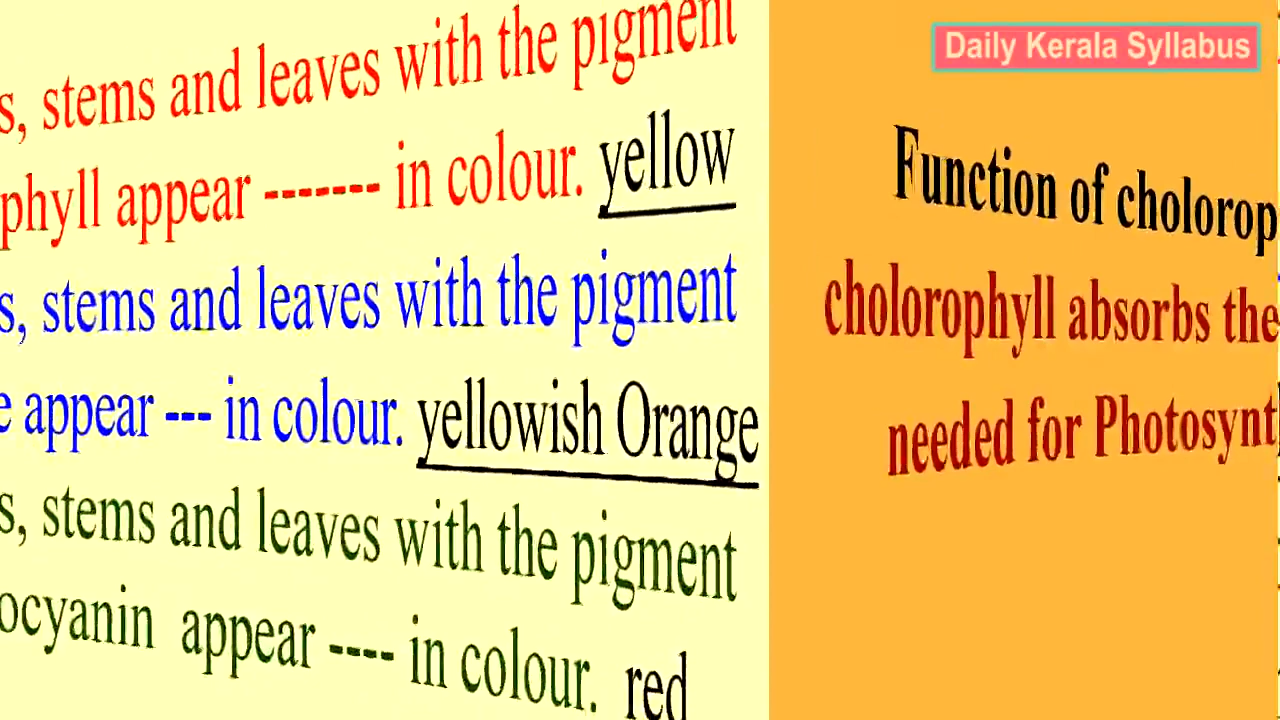 s, stems and leaves with the pigment
phyll appear ------- in colour. yellow
s, stems and leaves with the pigment
e appear --- in colour. yellowish Orange
s, stems and leaves with the pigment
ocyanin appear ---- in colour. red
Daily Kerala Syllabus
Function of cholorop
cholorophyll absorbs the
needed for Photosynt